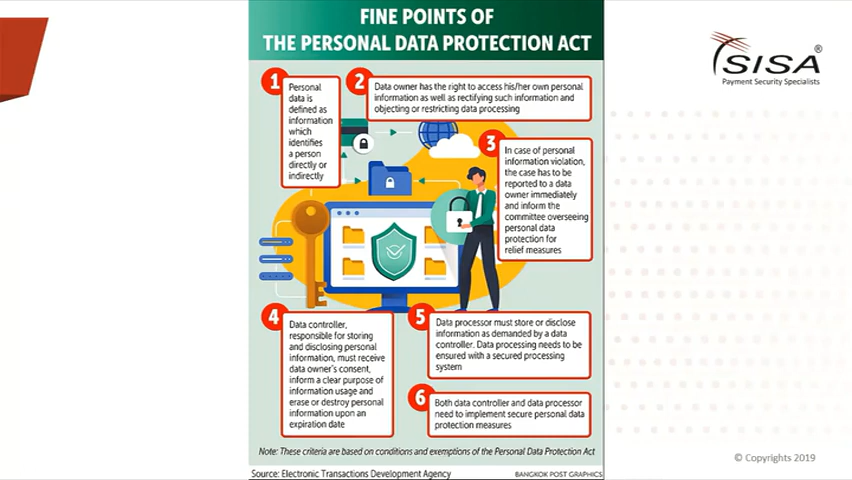 FINE POINTS OF
THE PERSONAL DATA PROTECTION ACT
SISA®
Payment Security Specialists
1
Personal
data is
defined as
information
which
identifies
a person
directly or
indirectly
2
Data owner has the right to access his/her own personal
information as well as rectifying such information and
objecting or restricting data processing
3
In case of personal
information violation,
the case has to be
reported to a data
owner immediately
and inform the
committee overseeing
personal data
protection for
relief measures
4
Data controller,
responsible for storing
and disclosing personal
information, must receive
data owner's consent,
inform a clear purpose of
information usage and
erase or destroy personal
information upon an
expiration date
5
Data processor must store or disclose
information as demanded by a data
controller. Data processing needs to be
ensured with a secured processing
system
6
Both data controller and data processor
need to implement secure personal data
protection measures
Note: These criteria are based on conditions and exemptions of the Personal Data Protection Act
Source: Electronic Transactions Development Agency
BANGKOK POST GRAPHICS
© Copyrights 2019